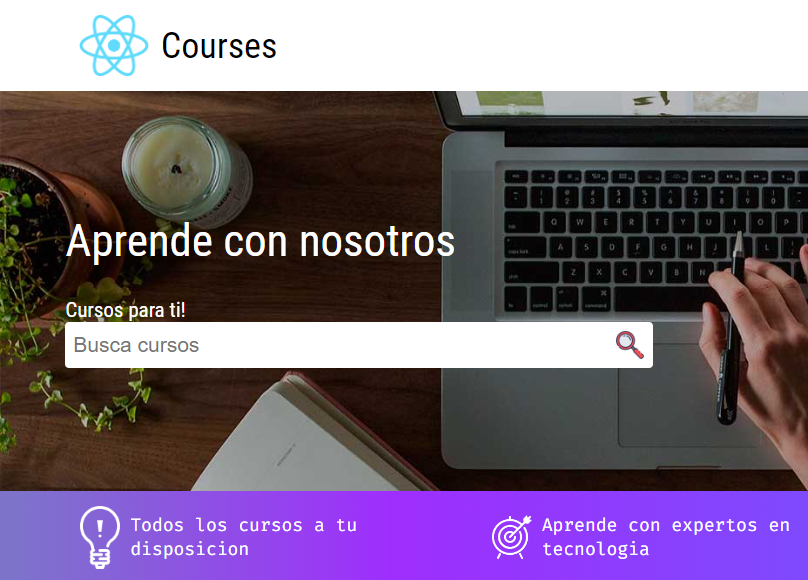 Courses
Aprende con nosotros
Cursos para ti!
Busca cursos
Todos los cursos a tu
disposicion
Aprende con expertos en
tecnologia